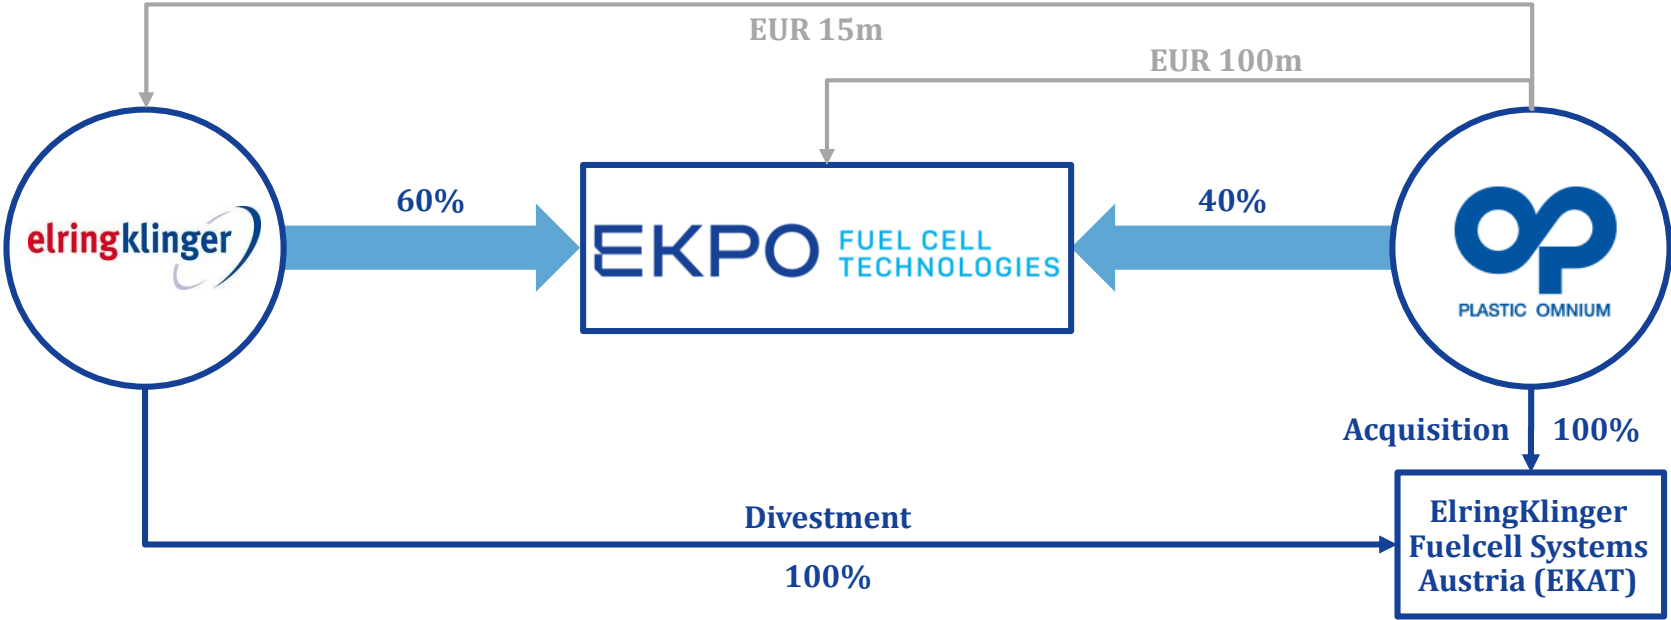 EUR 15m
EUR 100m
60%
40%
elringklinger
EKPO FUEL CELL
TECHNOLOGIES
PLASTIC OMNIUM
Acquisition 100%
Divestment
100%
ElringKlinger
Fuelcell Systems
Austria (EKAT)